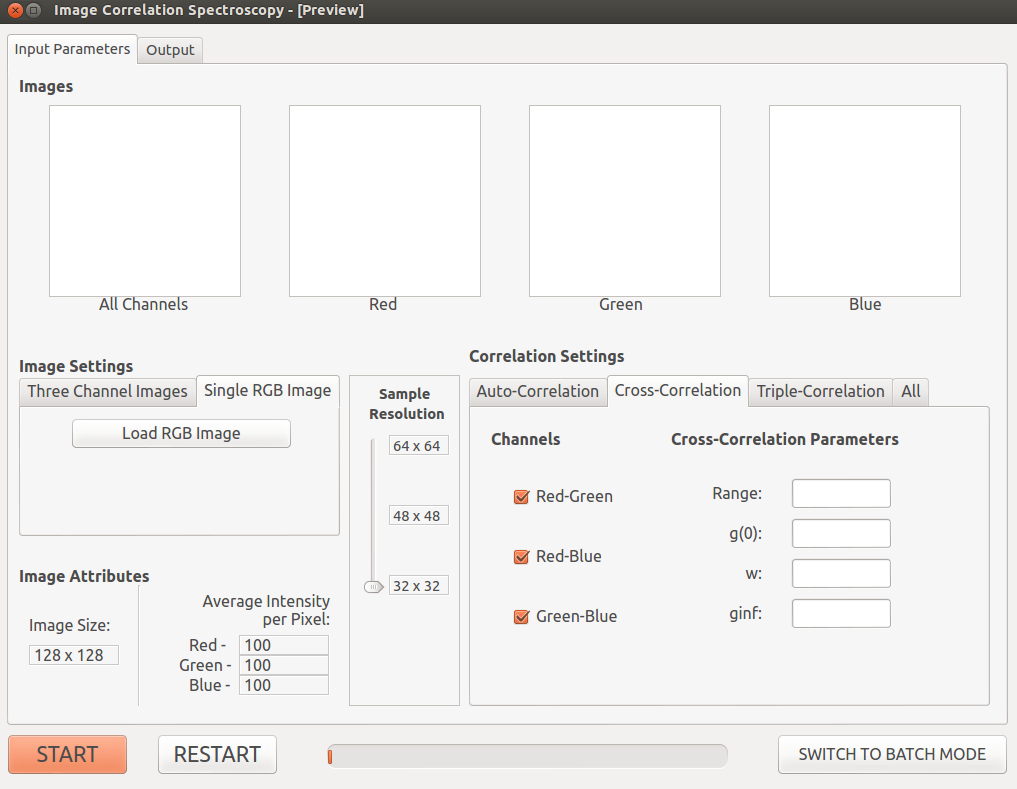 Image Correlation Spectroscopy - [Preview]
Input Parameters
Output
Images
All Channels
Red
Green
Blue
Image Settings
Three Channel Images
Single RGB Image
Load RGB Image
Sample
Resolution
64 x 64
48 x 48
32 x 32
Image Attributes
Image Size:
128 x 128
Average Intensity
per Pixel:
Red - 100
Green - 100
Blue - 100
Correlation Settings
Auto-Correlation
Cross-Correlation
Triple-Correlation
All
Channels
Red-Green
Red-Blue
Green-Blue
Cross-Correlation Parameters
Range:
g(0):
w:
ginf:
START
RESTART
SWITCH TO BATCH MODE